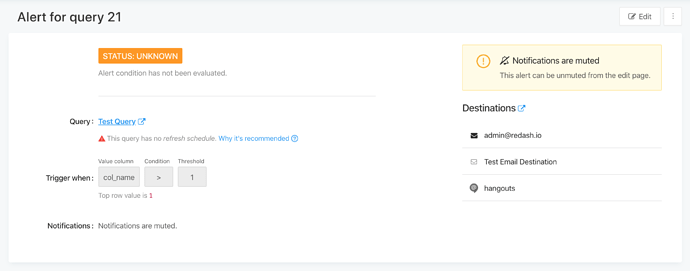 Alert for query 21
Edit
STATUS: UNKNOWN
Alert condition has not been evaluated.
Query:
Test Query
This query has no refresh schedule. Why it's recommended
Trigger when:
Value column Condition Threshold
col_name > 1
Top row value is 1
Notifications: Notifications are muted.
Notifications are muted
This alert can be unmuted from the edit page.
Destinations
admin@redash.io
Test Email Destination
hangouts